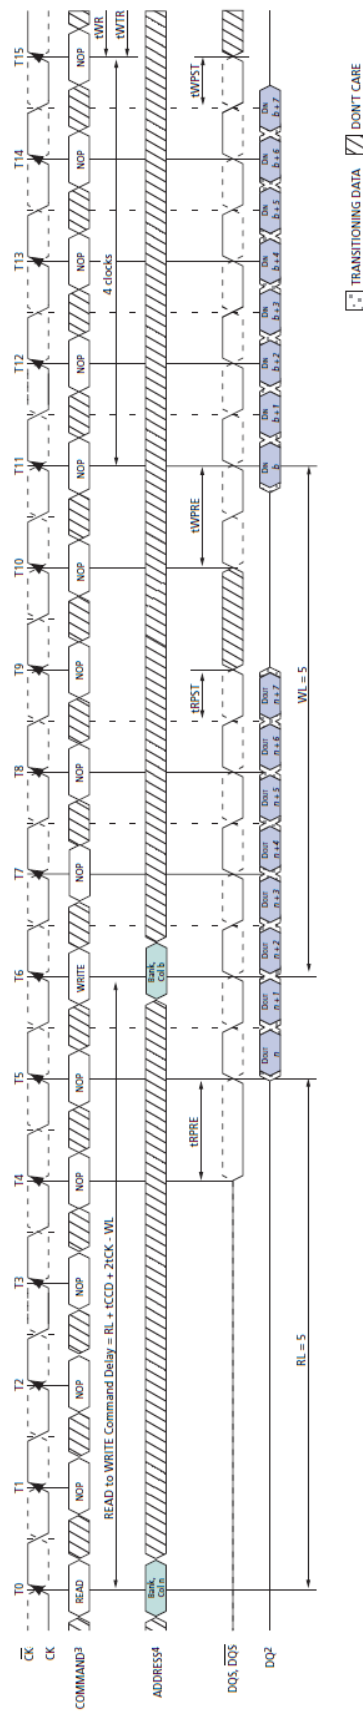 T0 T1 T2 T3 T4 T5 T6 T7 T8 T9 T10 T11 T12 T13 T14 T15
CK
CK
COMMAND³ READ NOP NOP NOP NOP NOP WRITE NOP NOP NOP NOP NOP NOP NOP NOP NOP
tWR
READ to WRITE Command Delay = RL + tCCD + 2tCK - WL 4 clocks
tWTR
ADDRESS⁴ Bank, Col n Bank, Col b
tRPRE tRPST tWPRE tWPST
DQS, DQS
DQ² DOUT n DOUT n + 1 DOUT n + 2 DOUT n + 3 DOUT n + 4 DOUT n + 5 DOUT n + 6 DOUT n + 7 DIN b DIN b + 1 DIN b + 2 DIN b + 3 DIN b + 4 DIN b + 5 DIN b + 6 DIN b + 7
RL = 5 WL = 5
TRANSITIONING DATA DON'T CARE